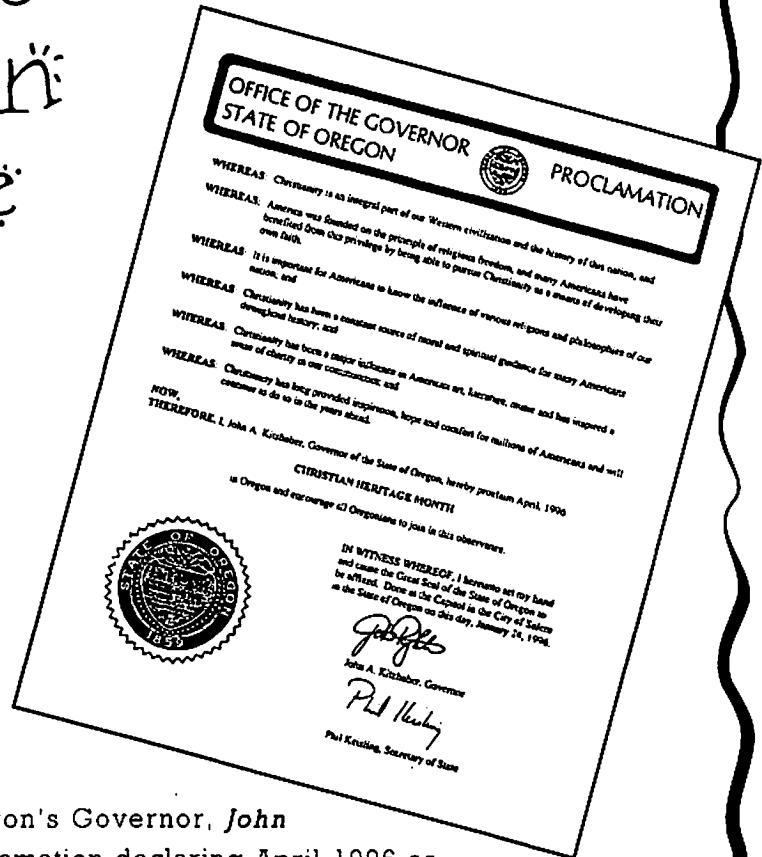 n
e
OFFICE OF THE GOVERNOR
STATE OF OREGON
PROCLAMATION
WHEREAS: Christianity is an integral part of our Western civilization and the history of this nation, and
WHEREAS: America was founded on the principle of religious freedom, and many Americans have
benefited from this privilege by being able to pursue Christianity as a means of developing their
own faith.
WHEREAS: It is important for Americans to know the influence of various religions and philosophies of our
nation, and
WHEREAS: Christianity has been a constant source of moral and spiritual guidance for many Americans
throughout history, and
WHEREAS: Christianity has been a major influence in American art, literature, music and has inspired a
sense of charity in our communities; and
WHEREAS: Christianity has long provided inspiration, hope and comfort for millions of Americans and will
continue to do so in the years ahead.
NOW,
THEREFORE, I, John A. Kitzhaber, Governor of the State of Oregon, hereby proclaim April, 1996
CHRISTIAN HERITAGE MONTH
in Oregon and encourage all Oregonians to join in this observance.
IN WITNESS WHEREOF, I hereunto set my hand
and cause the Great Seal of the State of Oregon to
be affixed. Done at the Capitol in the City of Salem
in the State of Oregon on this day, January 24, 1996.
STATE OF OREGON
1859
John A. Kitzhaber, Governor
Phil Keisling
Phil Keisling, Secretary of State
on's Governor, John
mation declaring April 1996 as